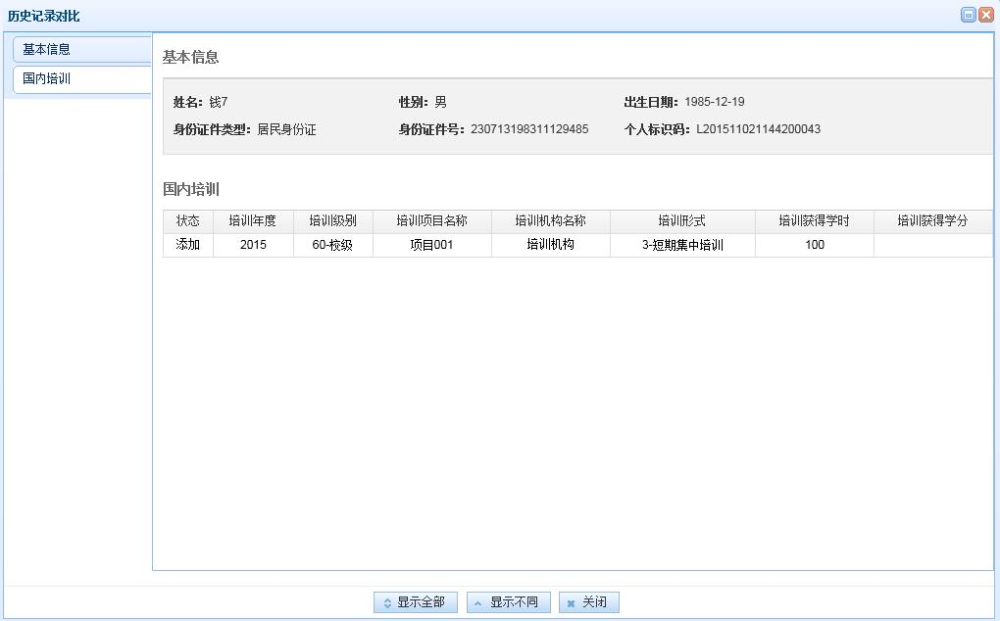 历史记录对比
基本信息
国内培训
基本信息
姓名：钱7 性别：男 出生日期：1985-12-19
身份证件类型：居民身份证 身份证件号：230713198311129485 个人标识码：L201511021144200043
国内培训
状态 培训年度 培训级别 培训项目名称 培训机构名称 培训形式 培训获得学时 培训获得学分
添加 2015 60-校级 项目001 培训机构 3-短期集中培训 100
显示全部 显示不同 关闭